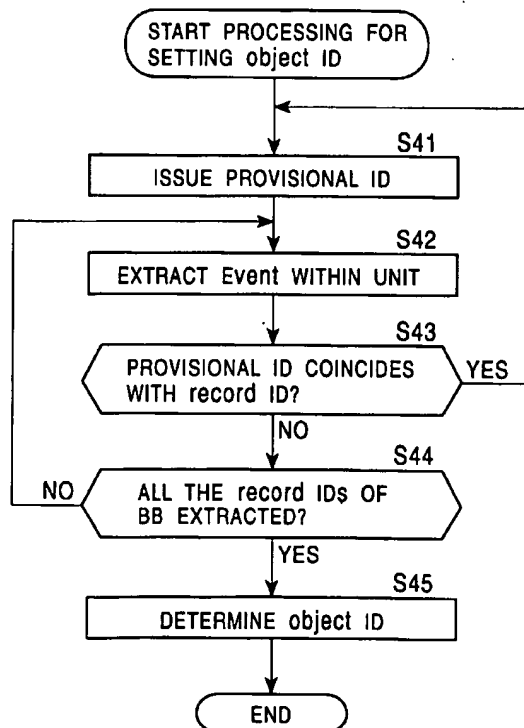 START PROCESSING FOR
SETTING object ID
S41
ISSUE PROVISIONAL ID
S42
EXTRACT Event WITHIN UNIT
S43
PROVISIONAL ID COINCIDES
WITH record ID?
YES
NO
S44
ALL THE record IDs OF
BB EXTRACTED?
NO
YES
S45
DETERMINE object ID
END